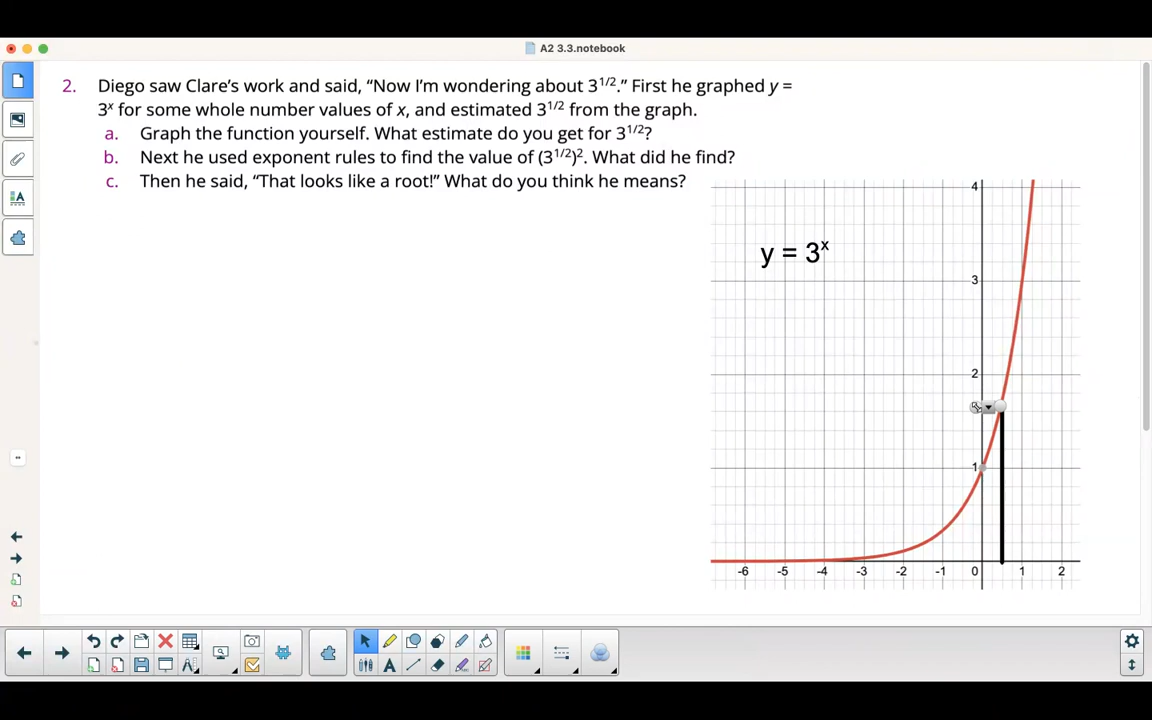 A2 3.3.notebook
2. Diego saw Clare's work and said, “Now I'm wondering about 3^1/2.” First he graphed y =
3^x for some whole number values of x, and estimated 3^1/2 from the graph.
a. Graph the function yourself. What estimate do you get for 3^1/2?
b. Next he used exponent rules to find the value of (3^1/2)^2. What did he find?
c. Then he said, “That looks like a root!” What do you think he means?
4
y = 3^x
3
2
1
-6 -5 -4 -3 -2 -1 0 1 2